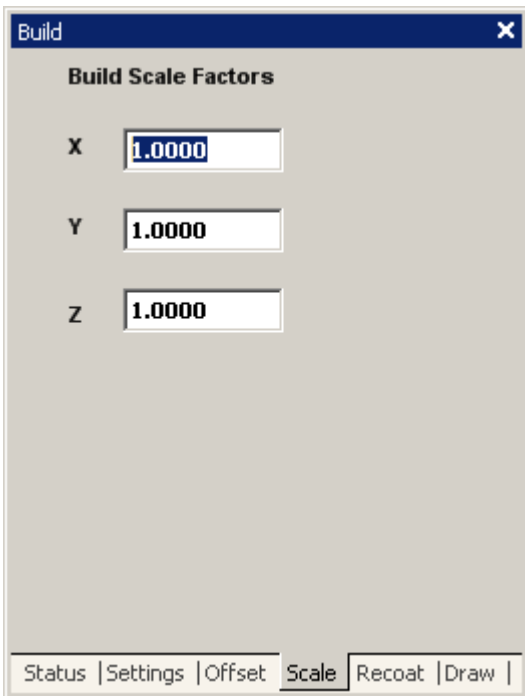 Build
Build Scale Factors
X 1.0000
Y 1.0000
Z 1.0000
Status |Settings |Offset Scale Recoat |Draw |